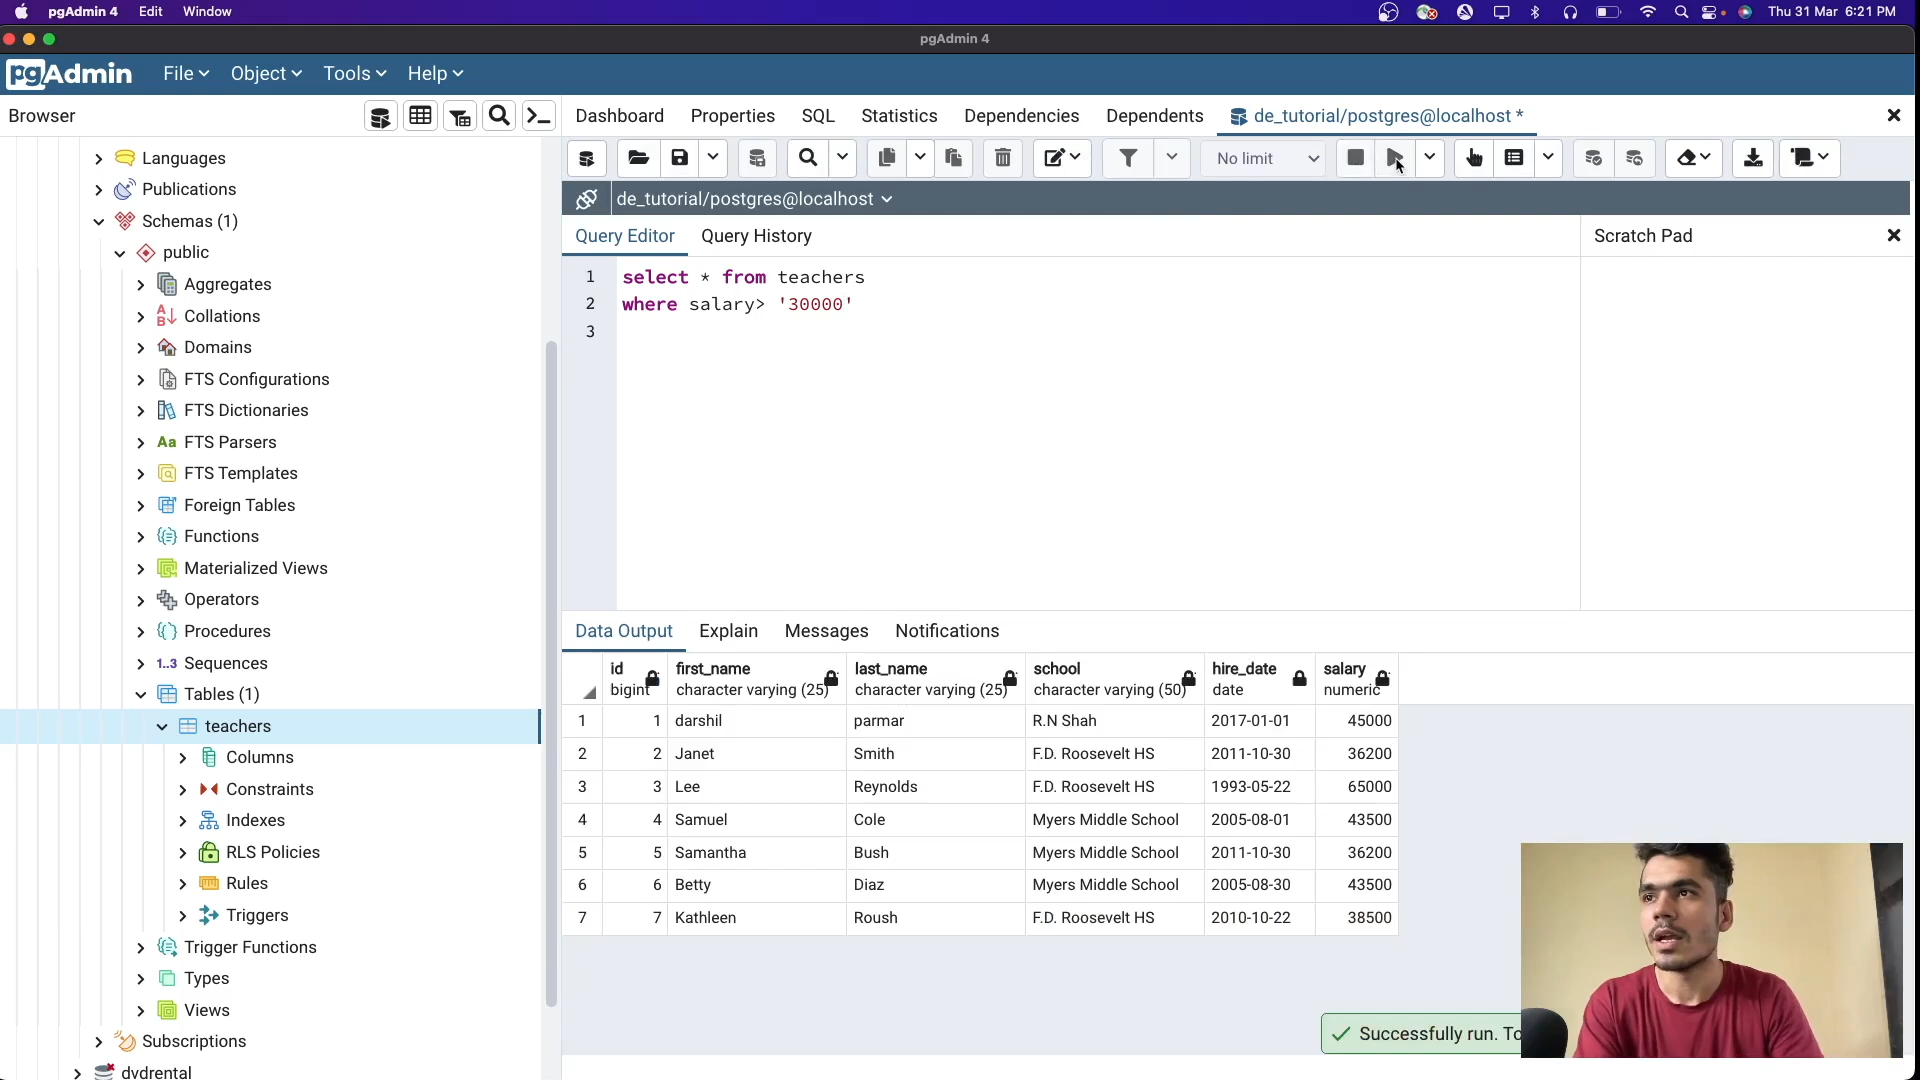 pgAdmin 4 Edit Window
Thu 31 Mar 6:21 PM
pgAdmin 4
pgAdmin File Object Tools Help
Browser
Dashboard Properties SQL Statistics Dependencies Dependents de_tutorial/postgres@localhost *
No limit
de_tutorial/postgres@localhost
Query Editor Query History
Scratch Pad
1 select * from teachers
2 where salary> '30000'
3
Languages
Publications
Schemas (1)
public
Aggregates
Collations
Domains
FTS Configurations
FTS Dictionaries
Aa FTS Parsers
FTS Templates
Foreign Tables
Functions
Materialized Views
Operators
Procedures
1..3 Sequences
Tables (1)
teachers
Columns
Constraints
Indexes
RLS Policies
Rules
Triggers
Trigger Functions
Types
Views
Subscriptions
dvdrental
Data Output Explain Messages Notifications
id first_name last_name school hire_date salary
bigint character varying (25) character varying (25) character varying (50) date numeric
1 1 darshil parmar R.N Shah 2017-01-01 45000
2 2 Janet Smith F.D. Roosevelt HS 2011-10-30 36200
3 3 Lee Reynolds F.D. Roosevelt HS 1993-05-22 65000
4 4 Samuel Cole Myers Middle School 2005-08-01 43500
5 5 Samantha Bush Myers Middle School 2011-10-30 36200
6 6 Betty Diaz Myers Middle School 2005-08-30 43500
7 7 Kathleen Roush F.D. Roosevelt HS 2010-10-22 38500
Successfully run. To